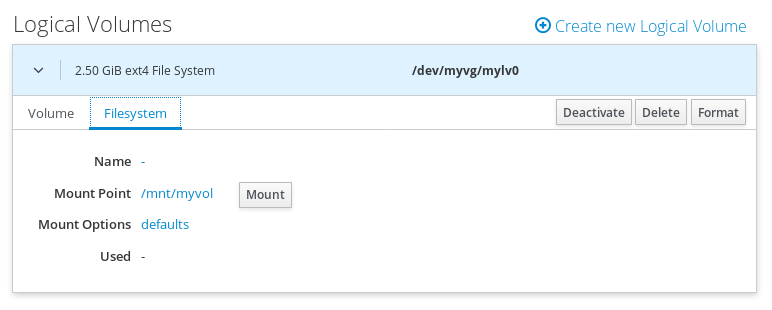 Logical Volumes
Create new Logical Volume
2.50 GiB ext4 File System /dev/myvg/mylv0
Volume Filesystem Deactivate Delete Format
Name -
Mount Point /mnt/myvol Mount
Mount Options defaults
Used -